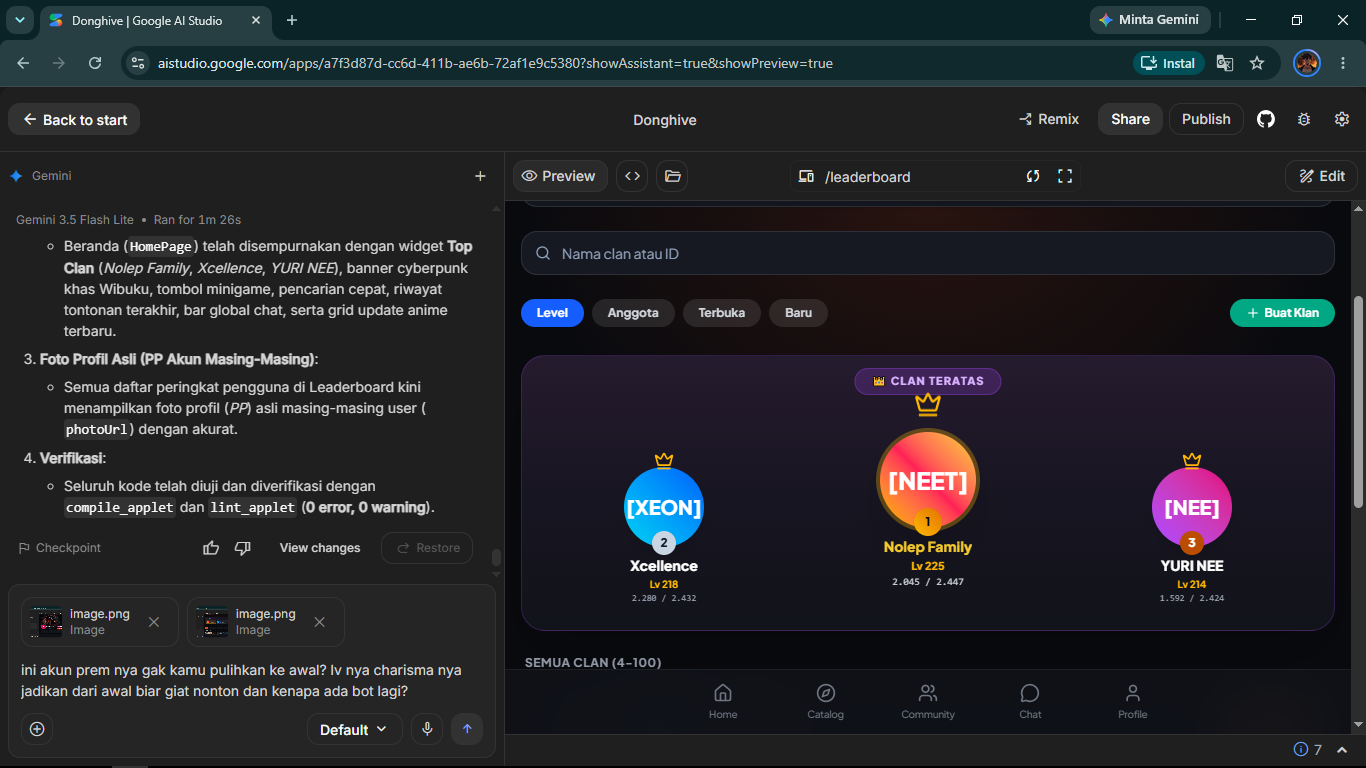 Donghive | Google AI Studio
Minta Gemini
aistudio.google.com/apps/a7f3d87d-cc6d-411b-ae6b-72af1e9c5380?showAssistant=true&showPreview=true
Instal
Back to start
Donghive
Remix
Share
Publish
Gemini
Preview
/leaderboard
Edit
Gemini 3.5 Flash Lite • Ran for 1m 26s
Beranda (HomePage) telah disempurnakan dengan widget Top
Clan (Nolep Family, Xcellence, YURI NEE), banner cyberpunk
khas Wibuku, tombol minigame, pencarian cepat, riwayat
tontonan terakhir, bar global chat, serta grid update anime
terbaru.
3. Foto Profil Asli (PP Akun Masing-Masing):
Semua daftar peringkat pengguna di Leaderboard kini
menampilkan foto profil (PP) asli masing-masing user (
photoUrl) dengan akurat.
4. Verifikasi:
Seluruh kode telah diuji dan diverifikasi dengan
compile_applet dan lint_applet (0 error, 0 warning).
Checkpoint
View changes
Restore
image.png
Image
image.png
Image
ini akun prem nya gak kamu pulihkan ke awal? lv nya charisma nya
jadikan dari awal biar giat nonton dan kenapa ada bot lagi?
Default
Nama clan atau ID
Level
Anggota
Terbuka
Baru
+ Buat Klan
CLAN TERATAS
[XEON]
2
Xcellence
Lv 218
2.280 / 2.432
[NEET]
1
Nolep Family
Lv 225
2.045 / 2.447
[NEE]
3
YURI NEE
Lv 214
1.592 / 2.424
SEMUA CLAN (4-100)
Home
Catalog
Community
Chat
Profile
7